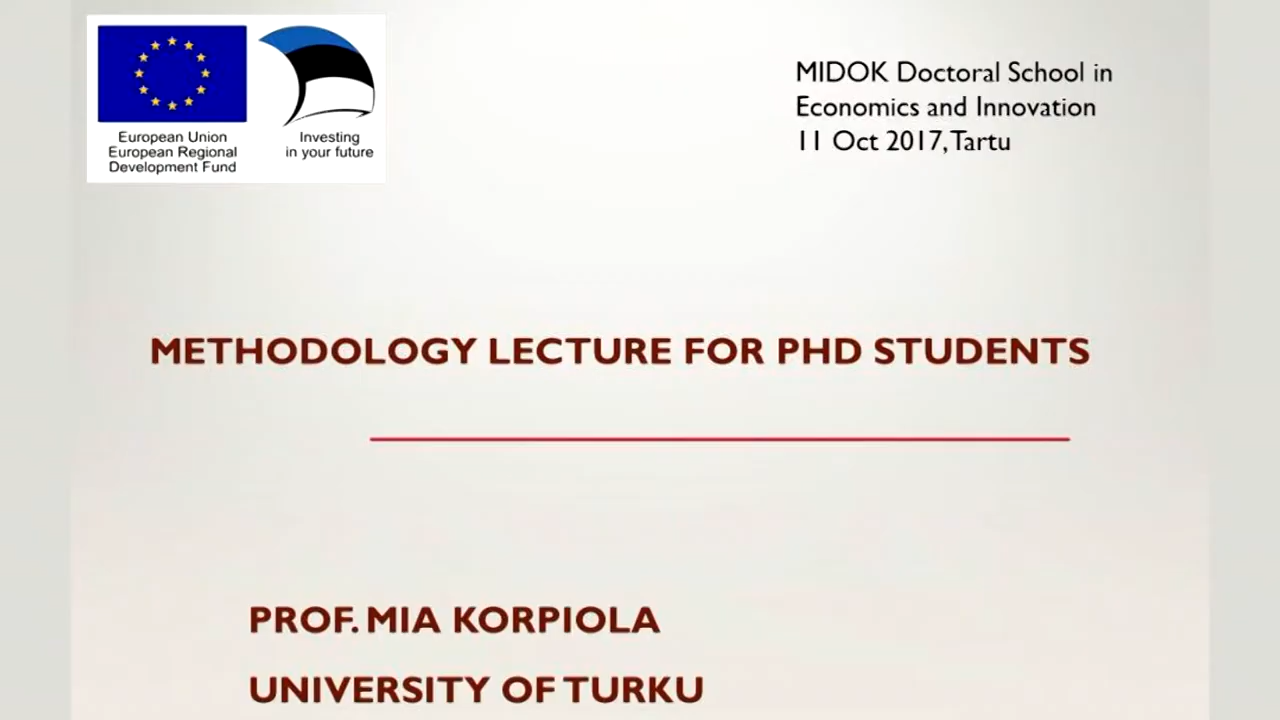 European Union
European Regional
Development Fund
Investing
in your future
MIDOK Doctoral School in
Economics and Innovation
11 Oct 2017, Tartu
METHODOLOGY LECTURE FOR PHD STUDENTS
PROF. MIA KORPIOLA
UNIVERSITY OF TURKU